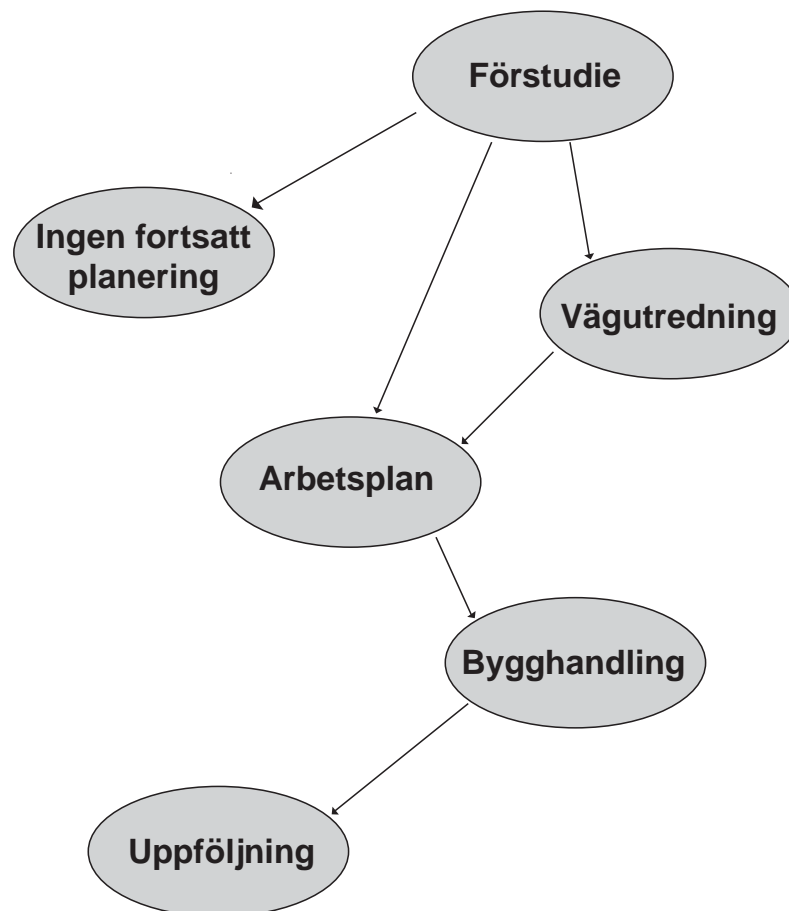 Förstudie
Ingen fortsatt
planering
Vägutredning
Arbetsplan
Bygghandling
Uppföljning